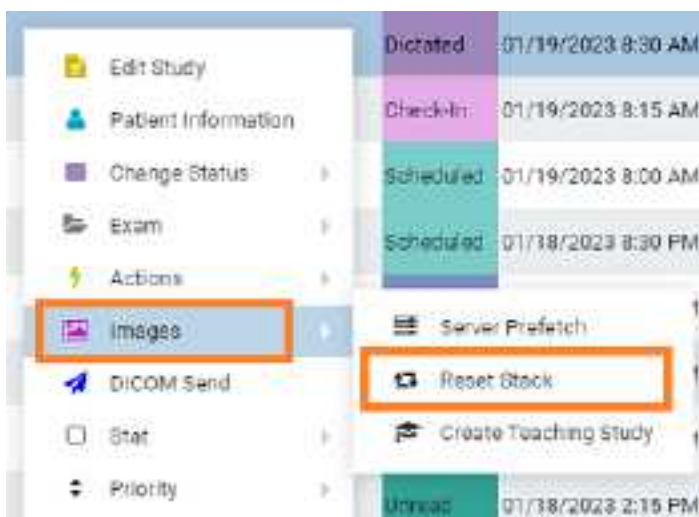 Edit Study
Patient Information
Change Status
Exam
Actions
Images
DICOM Send
Stat
Priority
Server Prefetch
Reset Stack
Create Teaching Study
Dictated 01/19/2023 8:30 AM
Check-In 01/19/2023 8:15 AM
Scheduled 01/19/2023 8:00 AM
Scheduled 01/18/2023 8:30 PM
Unread 01/18/2023 2:15 PM